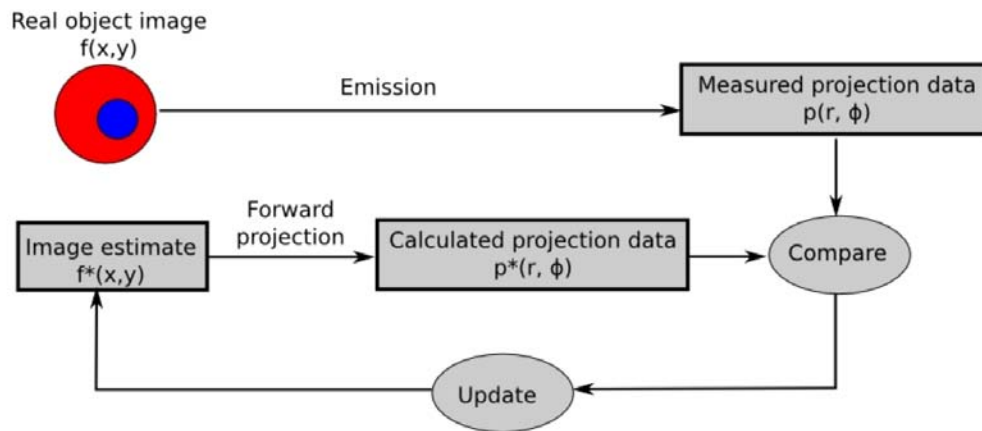 Real object image
f(x,y)
Emission
Measured projection data
p(r, ϕ)
Image estimate
f*(x,y)
Forward
projection
Calculated projection data
p*(r, ϕ)
Compare
Update